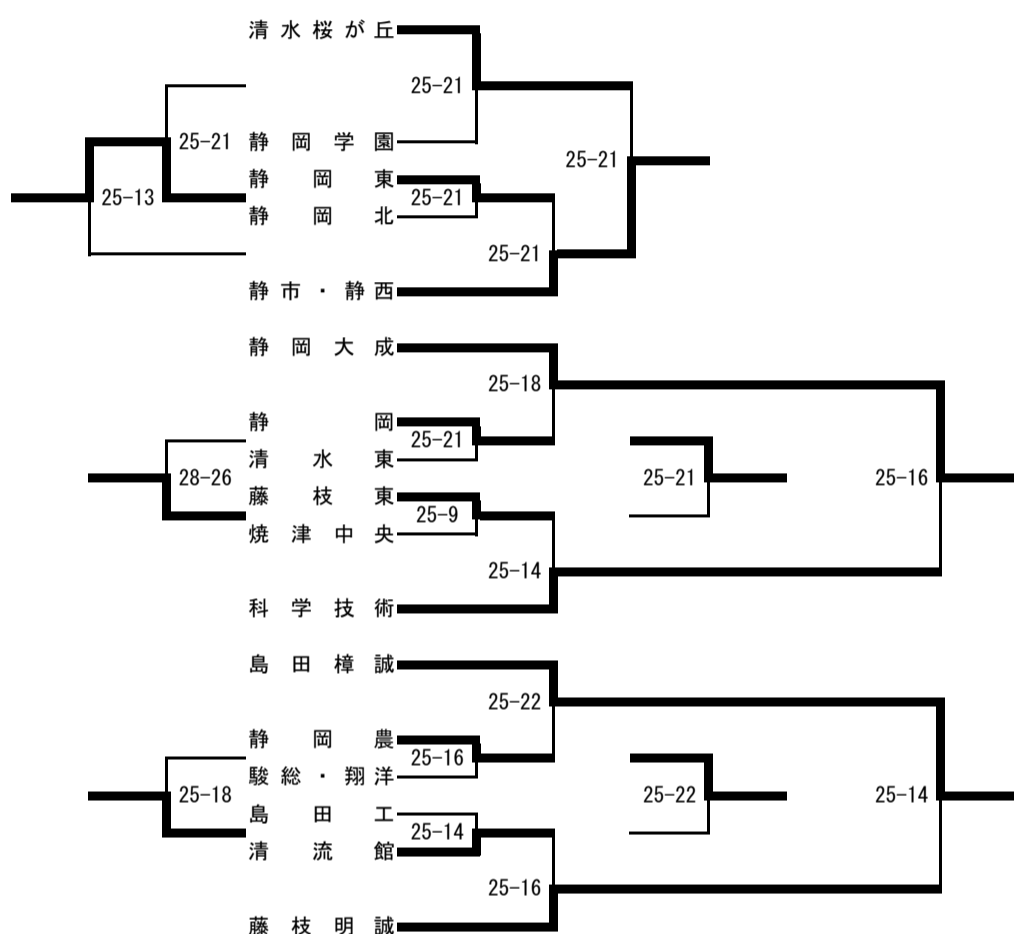 清水桜が丘
25-21
25-21 静岡学園
25-21
静岡東
25-13 25-21
静岡北
25-21
静市・静西
静岡大成
25-18
静岡
25-21
清水東
28-26 25-21 25-16
藤枝東
25-9
焼津中央
25-14
科学技術
島田樟誠
25-22
静岡農
25-16
駿総・翔洋
25-18 25-22 25-14
島田工
25-14
清流館
25-16
藤枝明誠